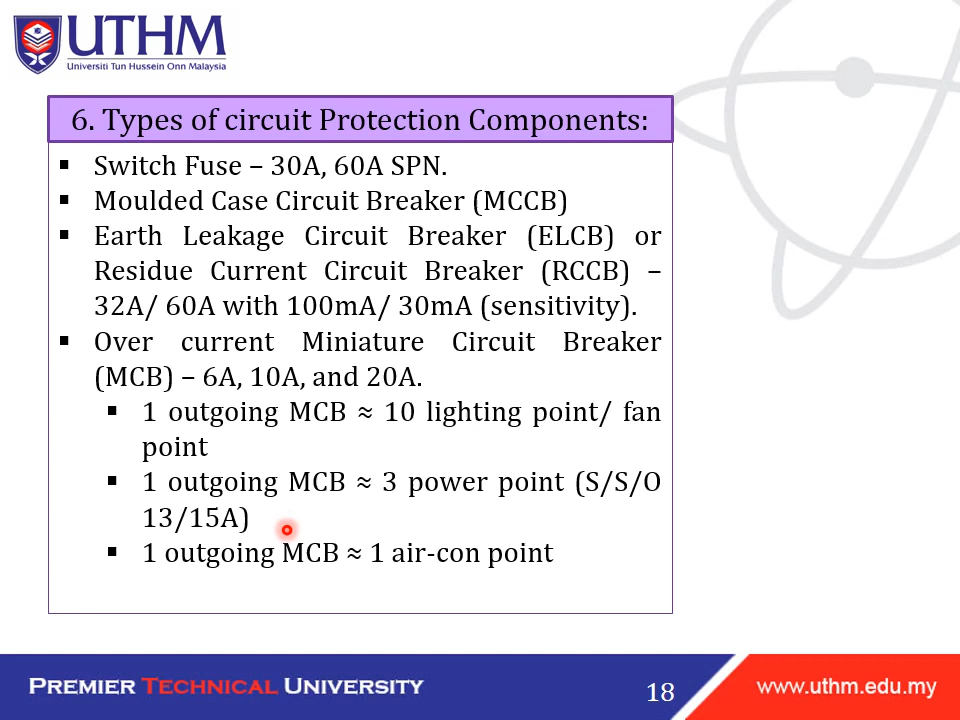 UTHM
Universiti Tun Hussein Onn Malaysia
6. Types of circuit Protection Components:
▪ Switch Fuse – 30A, 60A SPN.
▪ Moulded Case Circuit Breaker (MCCB)
▪ Earth Leakage Circuit Breaker (ELCB) or
Residue Current Circuit Breaker (RCCB) –
32A/ 60A with 100mA/ 30mA (sensitivity).
▪ Over current Miniature Circuit Breaker
(MCB) – 6A, 10A, and 20A.
▪ 1 outgoing MCB ≈ 10 lighting point/ fan
point
▪ 1 outgoing MCB ≈ 3 power point (S/S/O
13/15A)
▪ 1 outgoing MCB ≈ 1 air-con point
PREMIER TECHNICAL UNIVERSITY
18
www.uthm.edu.my